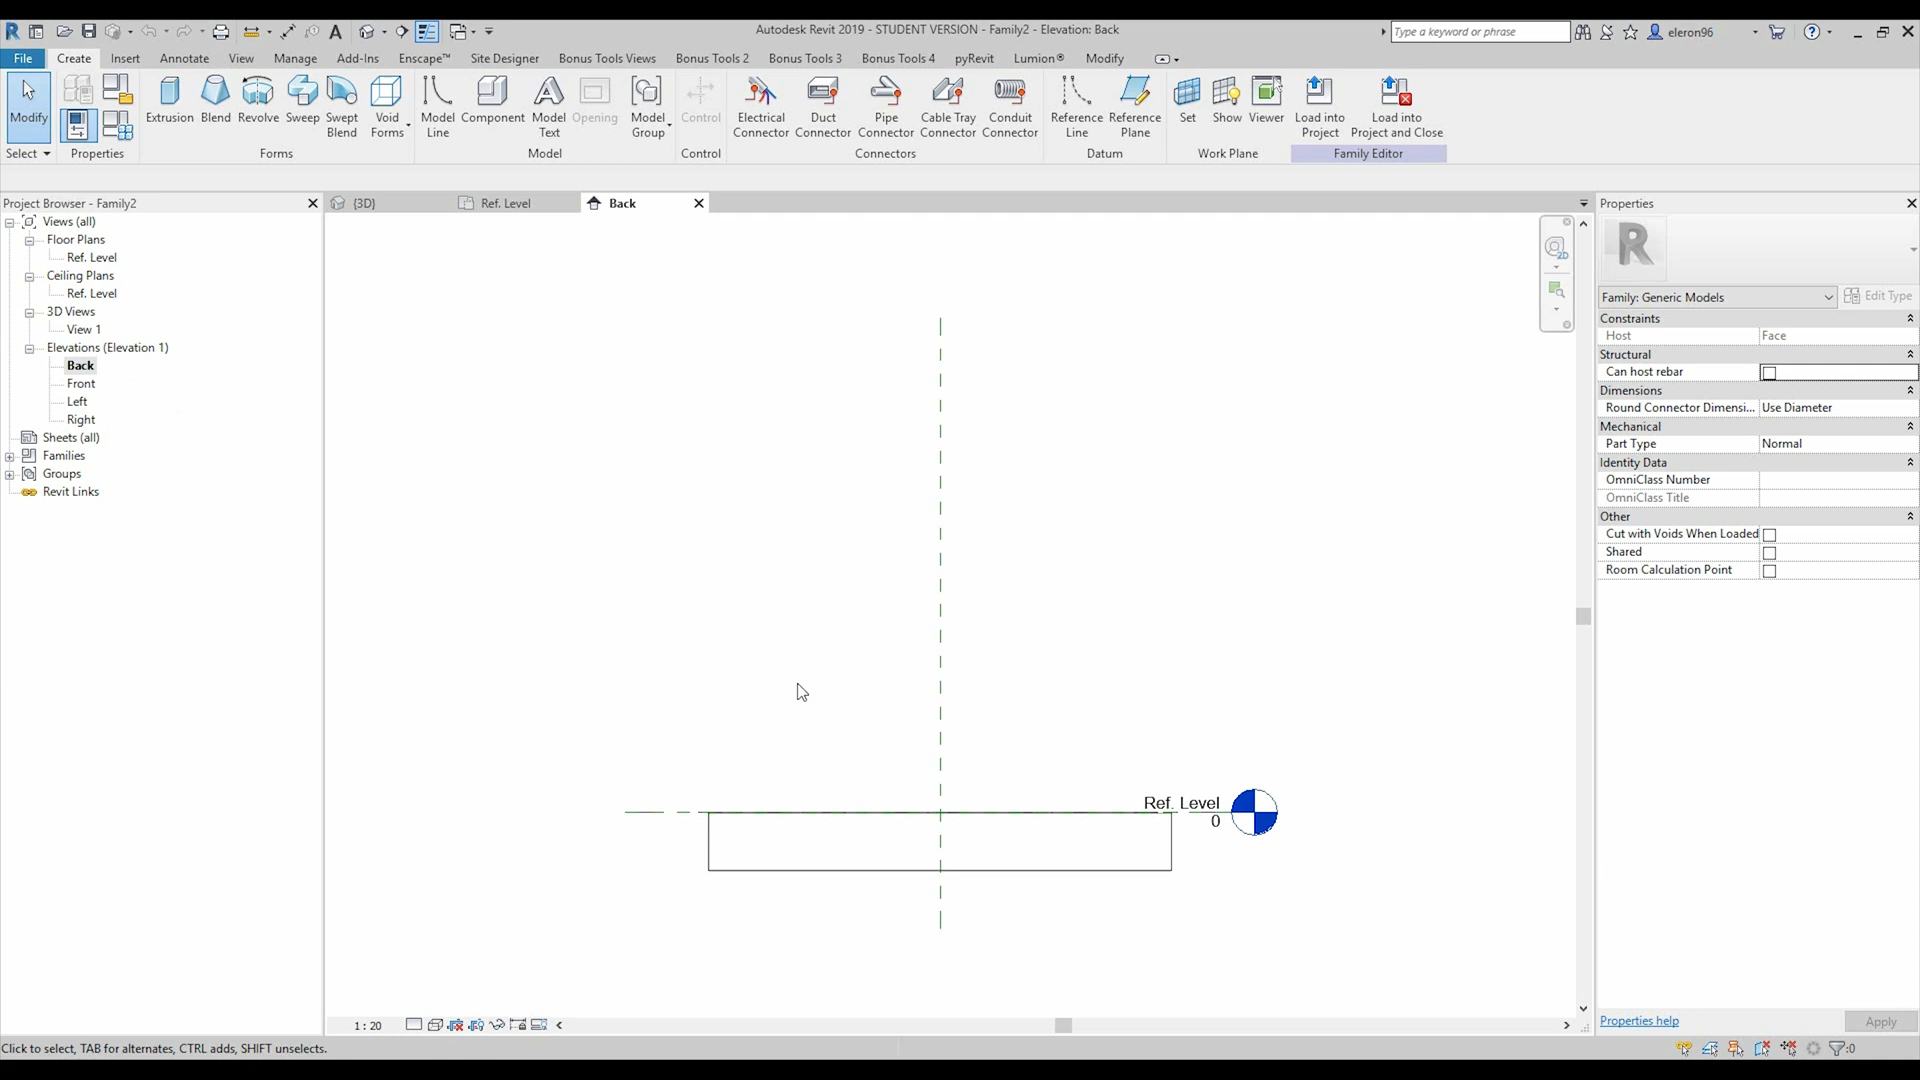 Autodesk Revit 2019 - STUDENT VERSION - Family2 - Elevation: Back
Type a keyword or phrase
eleron96
File Create Insert Annotate View Manage Add-Ins Enscape™ Site Designer Bonus Tools Views Bonus Tools 2 Bonus Tools 3 Bonus Tools 4 pyRevit Lumion® Modify
Modify
Extrusion Blend Revolve Sweep Swept Blend Void Forms
Model Line Component Model Text Opening Model Group
Control
Electrical Connector Duct Connector Pipe Connector Cable Tray Connector Conduit Connector
Reference Line Reference Plane
Set Show Viewer
Load into Project Load into Project and Close
Select Properties Forms Model Control Connectors Datum Work Plane Family Editor
Project Browser - Family2
Views (all)
Floor Plans
Ref. Level
Ceiling Plans
Ref. Level
3D Views
View 1
Elevations (Elevation 1)
Back
Front
Left
Right
Sheets (all)
Families
Groups
Revit Links
{3D} Ref. Level Back
2D
Ref. Level
0
1 : 20
Properties
R
Family: Generic Models Edit Type
Constraints
Host Face
Structural
Can host rebar
Dimensions
Round Connector Dimensi... Use Diameter
Mechanical
Part Type Normal
Identity Data
OmniClass Number
OmniClass Title
Other
Cut with Voids When Loaded
Shared
Room Calculation Point
Properties help Apply
Click to select, TAB for alternates, CTRL adds, SHIFT unselects.
:0